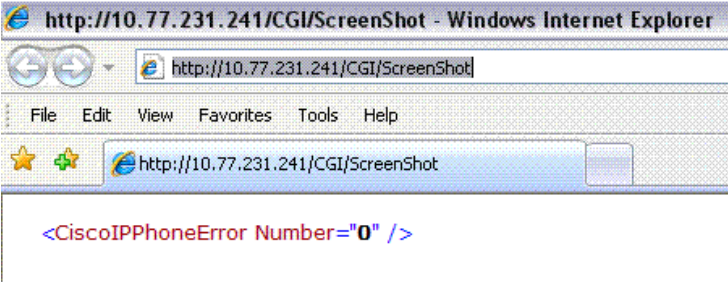 http://10.77.231.241/CGI/ScreenShot - Windows Internet Explorer
http://10.77.231.241/CGI/ScreenShot
File Edit View Favorites Tools Help
http://10.77.231.241/CGI/ScreenShot
<CiscoIPPhoneError Number="0" />